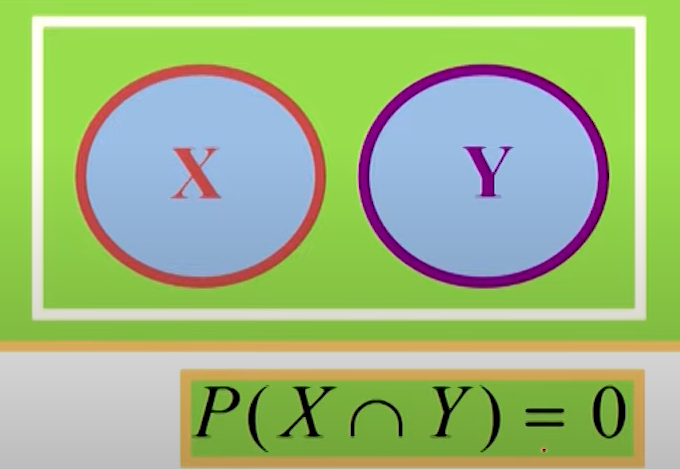 X
Y
P(X ∩ Y) = 0